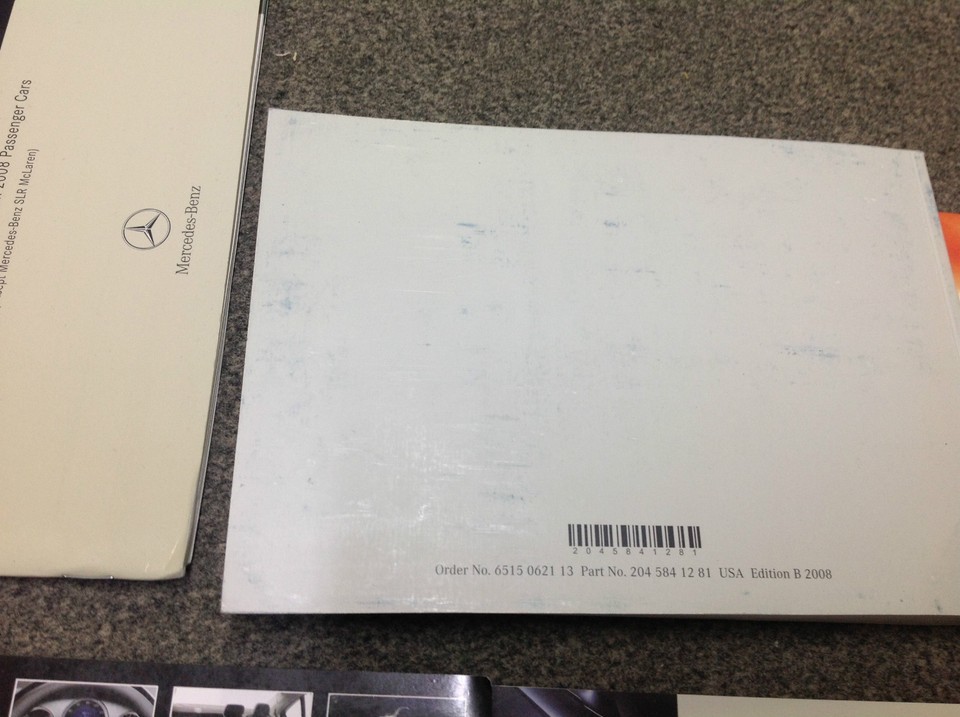 2008 Passenger Cars
Mercedes-Benz SLR McLaren)
Mercedes-Benz
2045841281
Order No. 6515 0621 13 Part No. 204 584 12 81 USA Edition B 2008